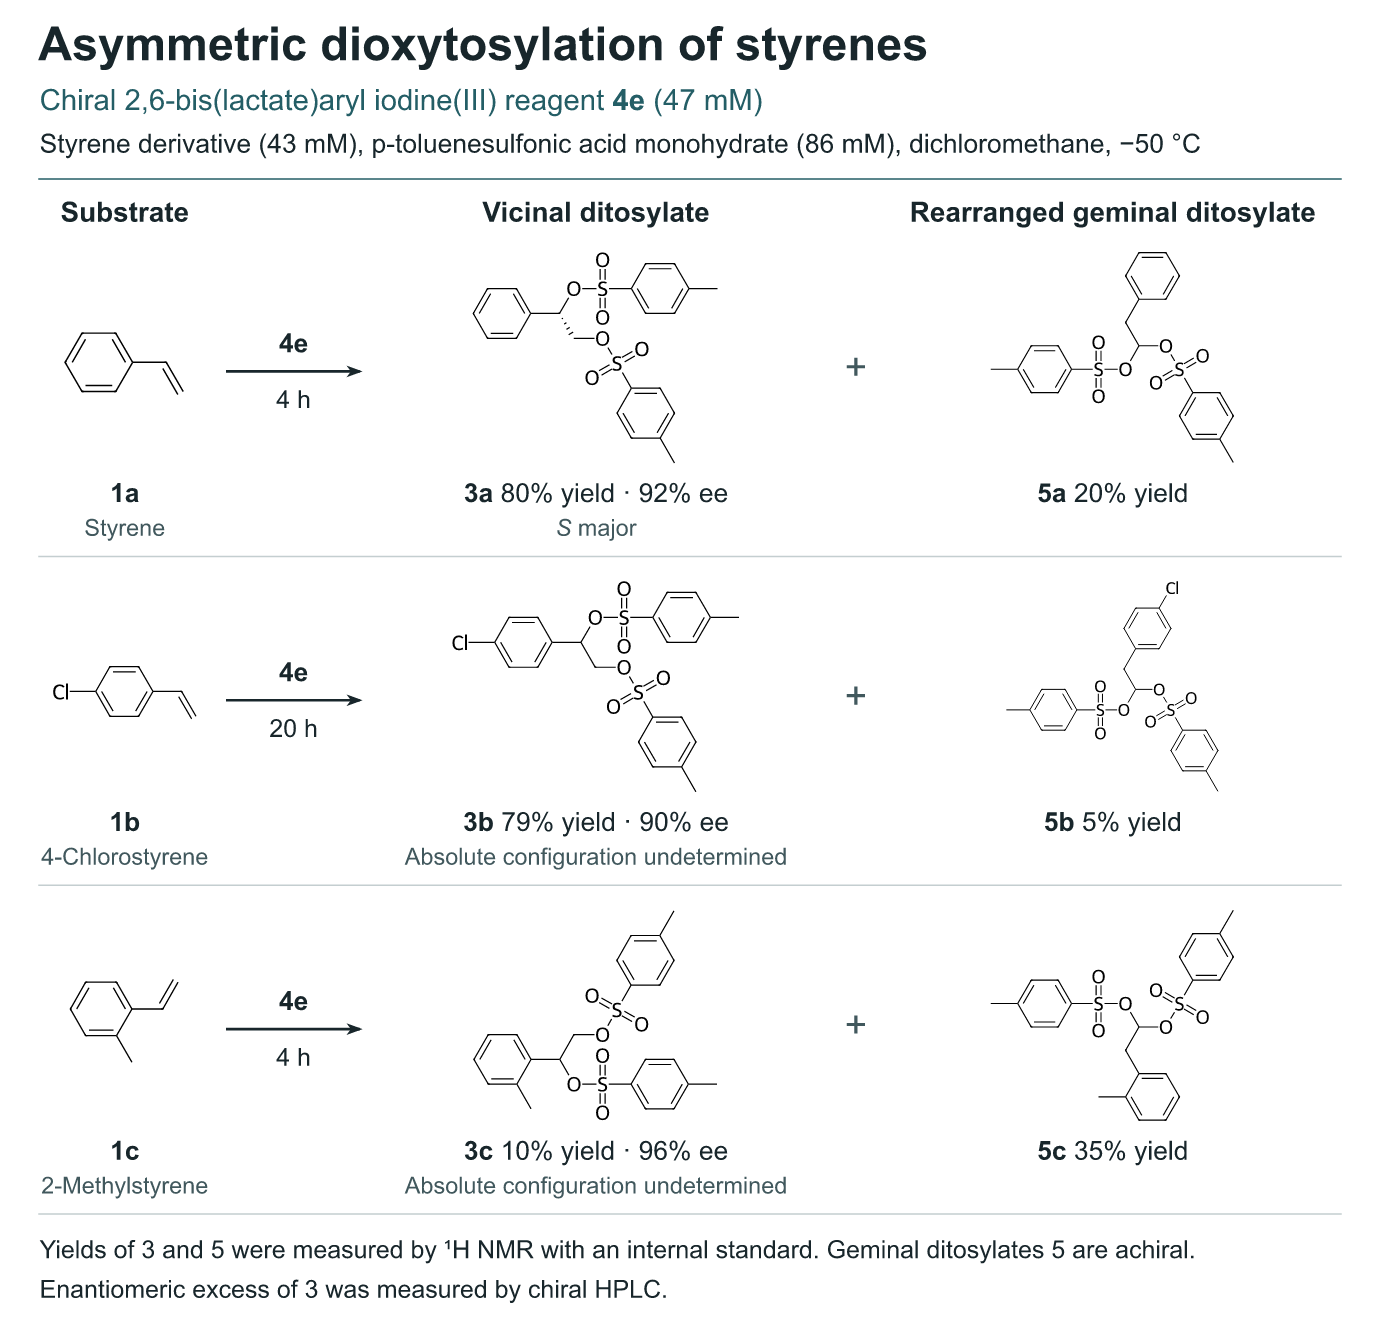 Asymmetric dioxytosylation of styrenes
Chiral 2,6-bis(lactate)aryl iodine(III) reagent 4e (47 mM)
Styrene derivative (43 mM), p-toluenesulfonic acid monohydrate (86 mM), dichloromethane, −50 °C
Substrate Vicinal ditosylate Rearranged geminal ditosylate
4e
4 h
O
O S
O
O
S O
O
+
O
S O
O
O
S O
O
1a 3a 80% yield · 92% ee 5a 20% yield
Styrene S major
Cl
4e
20 h
Cl
O
O S
O
O
S O
O
+
Cl
O
S O
O
O
S O
O
1b 3b 79% yield · 90% ee 5b 5% yield
4-Chlorostyrene Absolute configuration undetermined
4e
4 h
O
S O
O
O
O S
O
+
O
S O
O
O
S O
O
1c 3c 10% yield · 96% ee 5c 35% yield
2-Methylstyrene Absolute configuration undetermined
Yields of 3 and 5 were measured by ¹H NMR with an internal standard. Geminal ditosylates 5 are achiral.
Enantiomeric excess of 3 was measured by chiral HPLC.